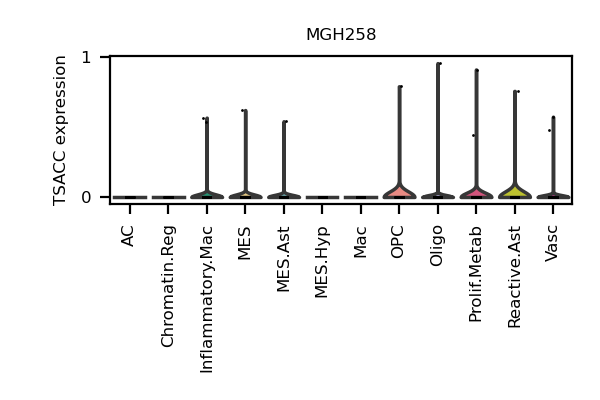 MGH258
TSACC expression
1
0
AC
Chromatin.Reg
Inflammatory.Mac
MES
MES.Ast
MES.Hyp
Mac
OPC
Oligo
Prolif.Metab
Reactive.Ast
Vasc